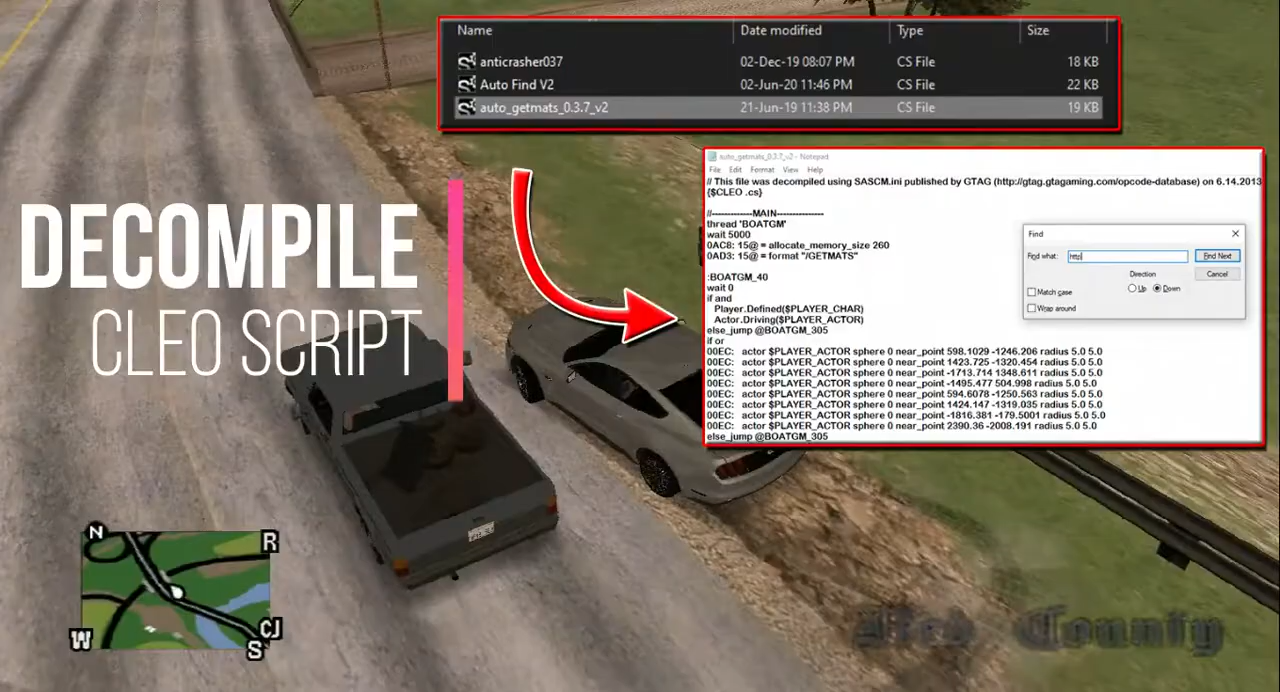 Name Date modified Type Size
anticrasher037 02-Dec-19 08:07 PM CS File 18 KB
Auto Find V2 02-Jun-20 11:46 PM CS File 22 KB
auto_getmats_0.3.7_v2 21-Jun-19 11:38 PM CS File 19 KB
DECOMPILE
CLEO SCRIPT
auto_getmats_0.3.7_v2 - Notepad
File Edit Format View Help
// This file was decompiled using SASCM.ini published by GTAG (http://gtag.gtagaming.com/opcode-database) on 6.14.2013
{$CLEO .cs}
//-------------MAIN---------------
thread 'BOATGM'
wait 5000
0AC8: 15@ = allocate_memory_size 260
0AD3: 15@ = format "/GETMATS"
:BOATGM_40
wait 0
if and
Player.Defined($PLAYER_CHAR)
Actor.Driving($PLAYER_ACTOR)
else_jump @BOATGM_305
if or
00EC: actor $PLAYER_ACTOR sphere 0 near_point 598.1029 -1246.206 radius 5.0 5.0
00EC: actor $PLAYER_ACTOR sphere 0 near_point 1423.725 -1320.454 radius 5.0 5.0
00EC: actor $PLAYER_ACTOR sphere 0 near_point -1713.714 1348.611 radius 5.0 5.0
00EC: actor $PLAYER_ACTOR sphere 0 near_point -1495.477 504.998 radius 5.0 5.0
00EC: actor $PLAYER_ACTOR sphere 0 near_point 594.6078 -1250.563 radius 5.0 5.0
00EC: actor $PLAYER_ACTOR sphere 0 near_point 1424.147 -1319.035 radius 5.0 5.0
00EC: actor $PLAYER_ACTOR sphere 0 near_point -1816.381 -179.5001 radius 5.0 5.0
00EC: actor $PLAYER_ACTOR sphere 0 near_point 2390.36 -2008.191 radius 5.0 5.0
else_jump @BOATGM_305
Find
Find what: http Find Next
Direction Cancel
Match case Up Down
Wrap around
N
R
W
CJ
S
County